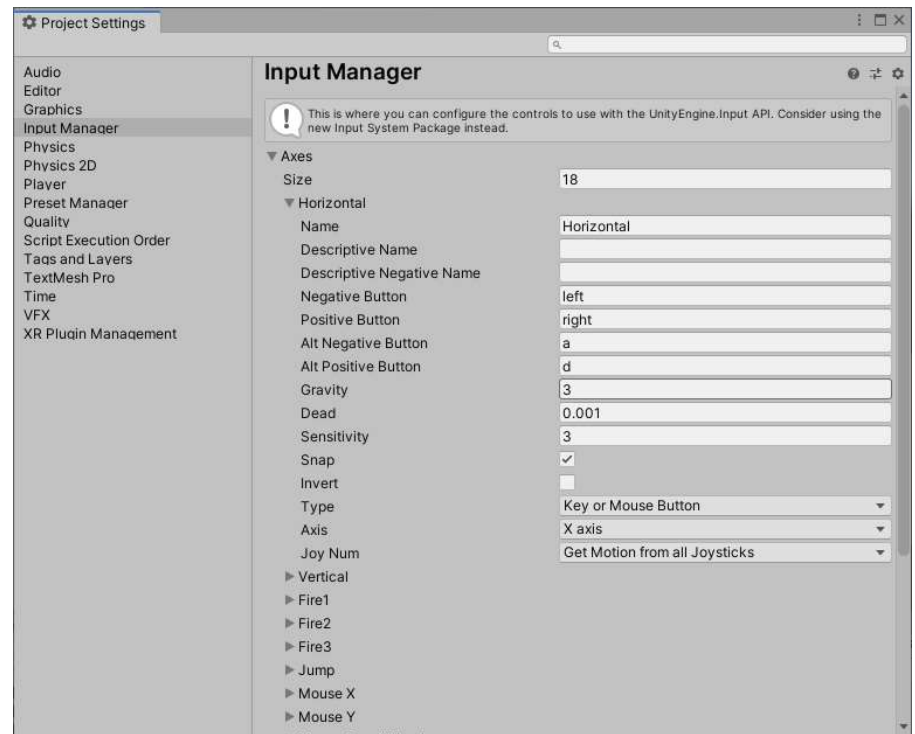 Project Settings
Audio
Editor
Graphics
Input Manager
Physics
Physics 2D
Player
Preset Manager
Quality
Script Execution Order
Tags and Layers
TextMesh Pro
Time
VFX
XR Plugin Management
Input Manager
This is where you can configure the controls to use with the UnityEngine.Input API. Consider using the
new Input System Package instead.
Axes
Size 18
Horizontal
Name Horizontal
Descriptive Name
Descriptive Negative Name
Negative Button left
Positive Button right
Alt Negative Button a
Alt Positive Button d
Gravity 3
Dead 0.001
Sensitivity 3
Snap
Invert
Type Key or Mouse Button
Axis X axis
Joy Num Get Motion from all Joysticks
Vertical
Fire1
Fire2
Fire3
Jump
Mouse X
Mouse Y